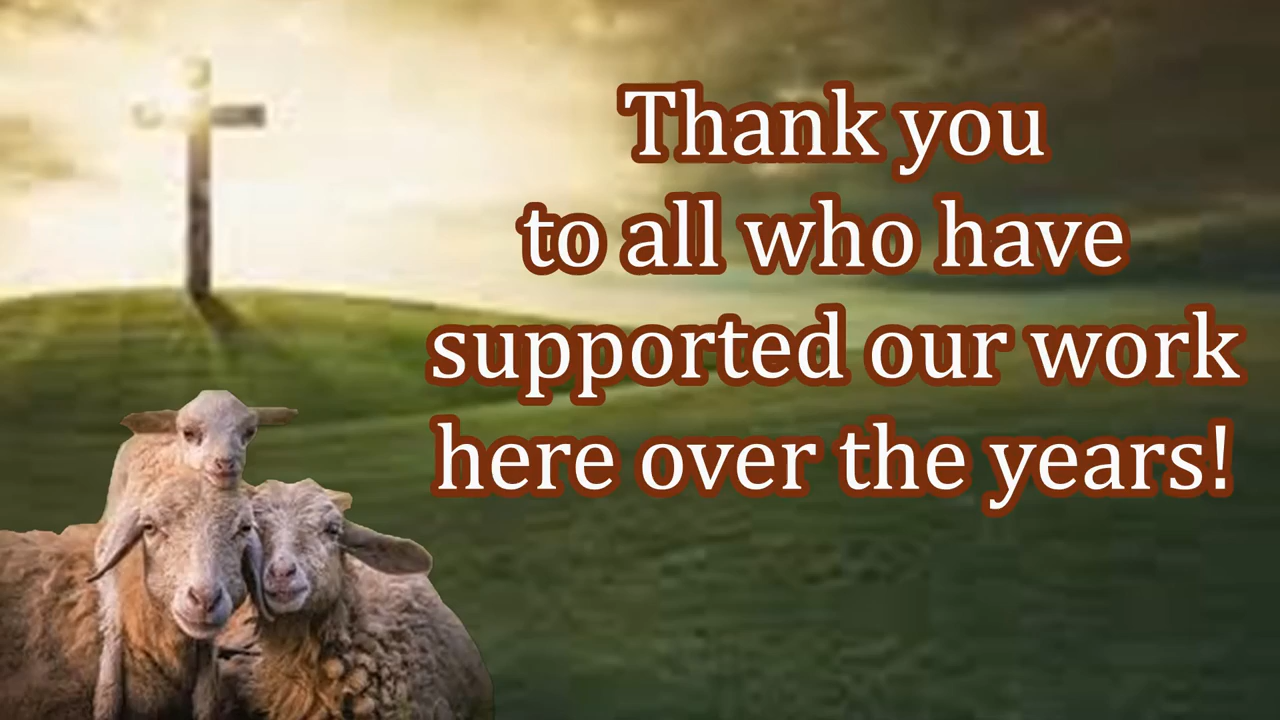 Thank you
to all who have
supported our work
here over the years!